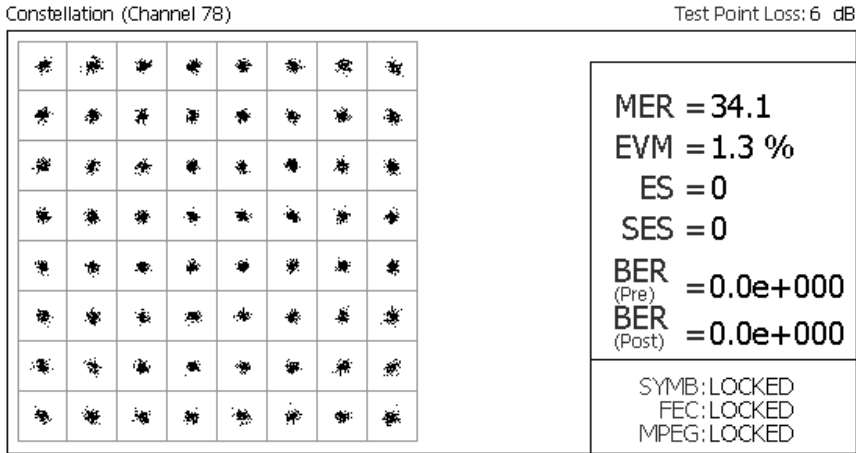 Constellation (Channel 78)
Test Point Loss: 6 dB
MER = 34.1
EVM = 1.3 %
ES = 0
SES = 0
BER (Pre) = 0.0e+000
BER (Post) = 0.0e+000
SYMB: LOCKED
FEC: LOCKED
MPEG: LOCKED